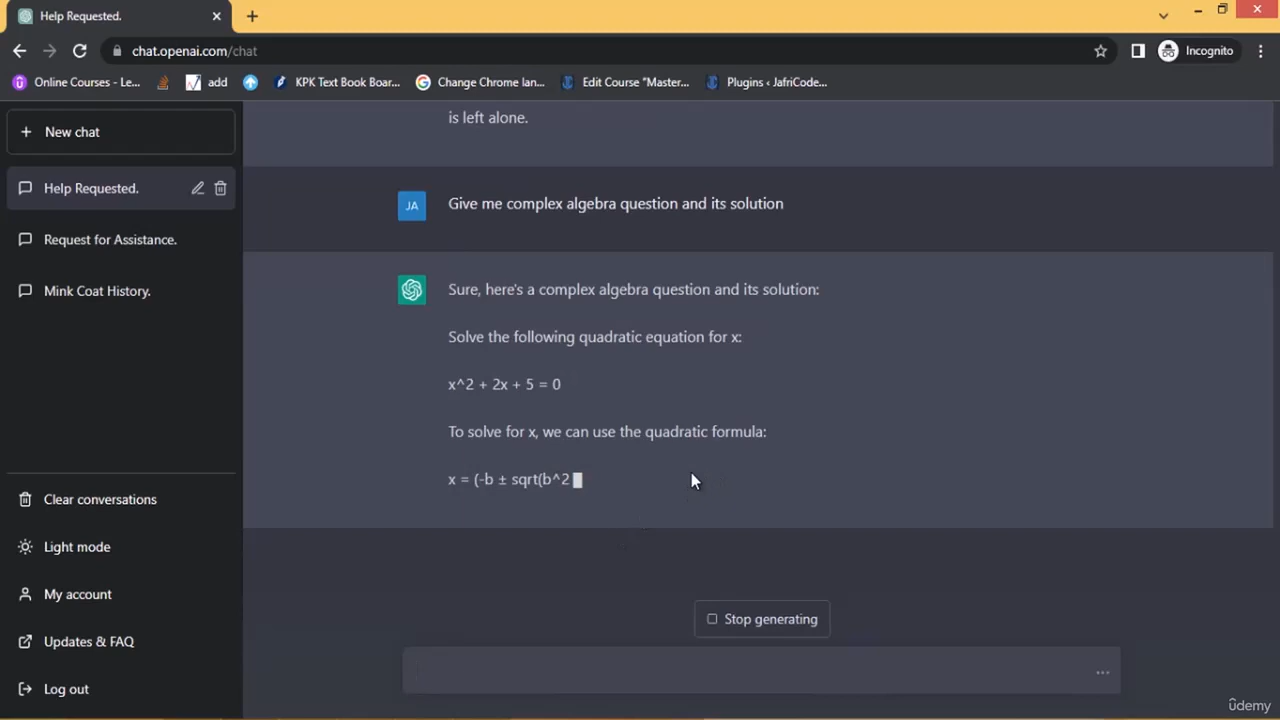 Help Requested.
chat.openai.com/chat
Incognito
Online Courses - Le...
add
KPK Text Book Boar...
Change Chrome lan...
Edit Course "Master...
Plugins ‹ JafriCode...
New chat
Help Requested.
Request for Assistance.
Mink Coat History.
Clear conversations
Light mode
My account
Updates & FAQ
Log out
is left alone.
JA
Give me complex algebra question and its solution
Sure, here's a complex algebra question and its solution:
Solve the following quadratic equation for x:
x^2 + 2x + 5 = 0
To solve for x, we can use the quadratic formula:
x = (-b ± sqrt(b^2
Stop generating
ûdemy